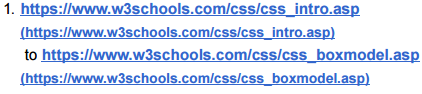 1. https://www.w3schools.com/css/css_intro.asp
(https://www.w3schools.com/css/css_intro.asp)
to https://www.w3schools.com/css/css_boxmodel.asp
(https://www.w3schools.com/css/css_boxmodel.asp)